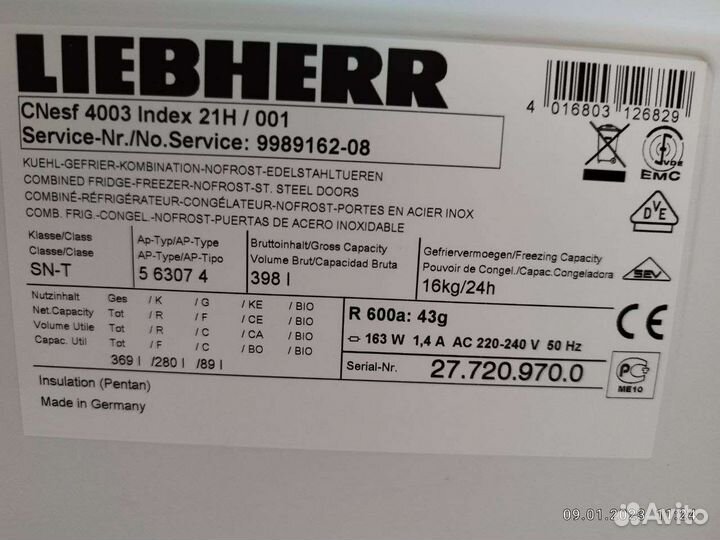 LIEBHERR
CNesf 4003 Index 21H / 001
Service-Nr./No.Service: 9989162-08
4 016803 126829
KUEHL-GEFRIER-KOMBINATION-NOFROST-EDELSTAHLTUEREN
COMBINED FRIDGE-FREEZER-NOFROST-ST. STEEL DOORS
COMBINÉ-RÉFRIGÉRATEUR-CONGÉLATEUR-NOFROST-PORTES EN ACIER INOX
COMB. FRIG.-CONGEL.-NOFROST-PUERTAS DE ACERO INOXIDABLE
VDE
EMC
DVE
SEV
Klasse/Class
Classe/Clase
SN-T
Ap-Typ/AP-Type
AP-Type/AP-Tipo
5 6307 4
Bruttoinhalt/Gross Capacity
Volume Brut/Capacidad Bruta
398 l
Gefriervermoegen/Freezing Capacity
Pouvoir de Congel./Capac.Congeladora
16kg/24h
Nutzinhalt Ges / K / G / KE / BIO
Net.Capacity Tot / R / F / CE / BIO
Volume Utile Tot / R / C / CA / BIO
Capac. Util Tot / F / C / BO / BIO
369 l /280 l /89 l
R 600a: 43g
163 W 1,4 A AC 220-240 V 50 Hz
Serial-Nr. 27.720.970.0
CE
PC
ME10
Insulation (Pentan)
Made in Germany
09.01.2023 11:24
Avito